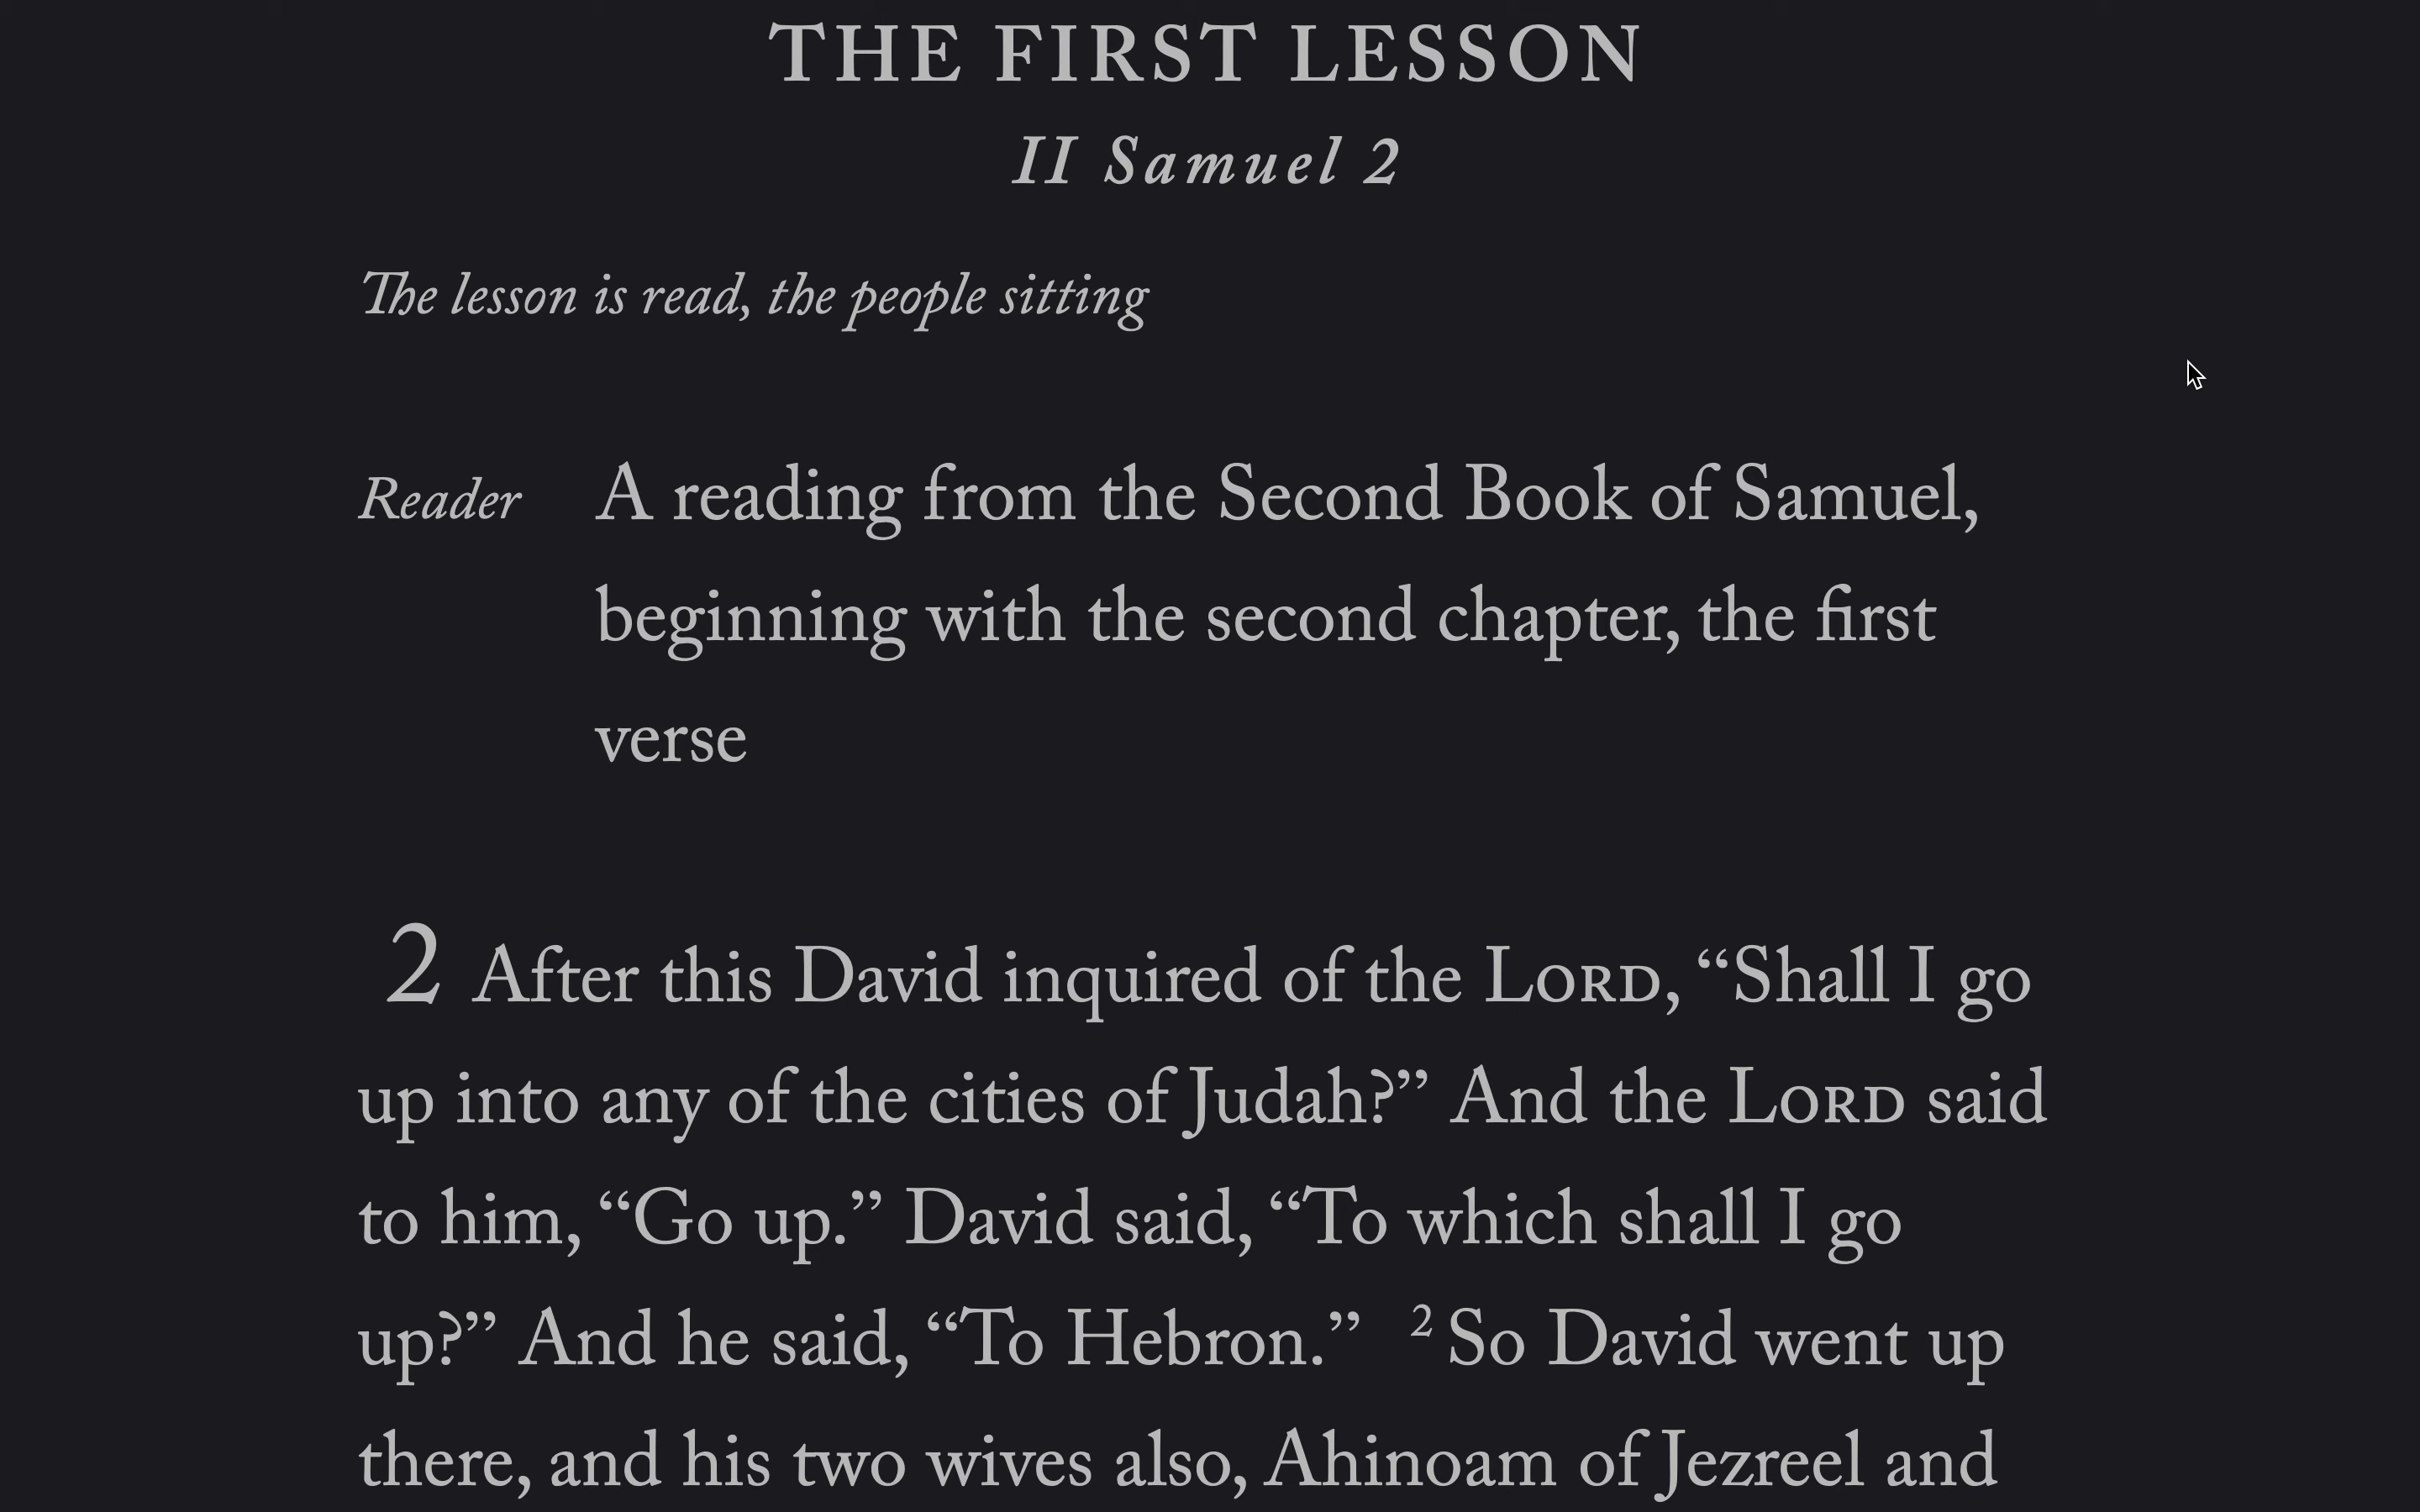 THE FIRST LESSON
II Samuel 2
The lesson is read, the people sitting
Reader A reading from the Second Book of Samuel,
beginning with the second chapter, the first
verse
2 After this David inquired of the LORD, “Shall I go
up into any of the cities of Judah?” And the LORD said
to him, “Go up.” David said, “To which shall I go
up?” And he said, “To Hebron.” ²So David went up
there, and his two wives also, Ahinoam of Jezreel and